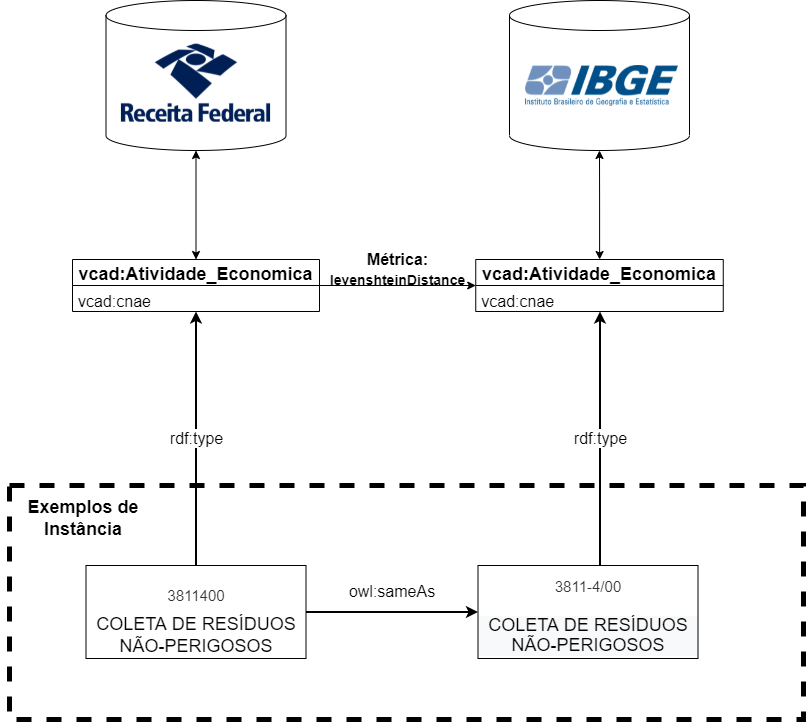 Receita Federal
IBGE
Instituto Brasileiro de Geografia e Estatística
vcad:Atividade_Economica
vcad:cnae
Métrica:
levenshteinDistance
vcad:Atividade_Economica
vcad:cnae
rdf:type
rdf:type
Exemplos de
Instância
3811400
COLETA DE RESÍDUOS
NÃO-PERIGOSOS
owl:sameAs
3811-4/00
COLETA DE RESÍDUOS
NÃO-PERIGOSOS